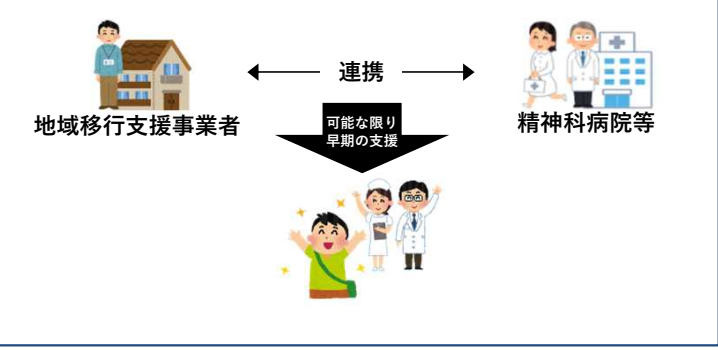 連携
地域移行支援事業者
精神科病院等
可能な限り
早期の支援